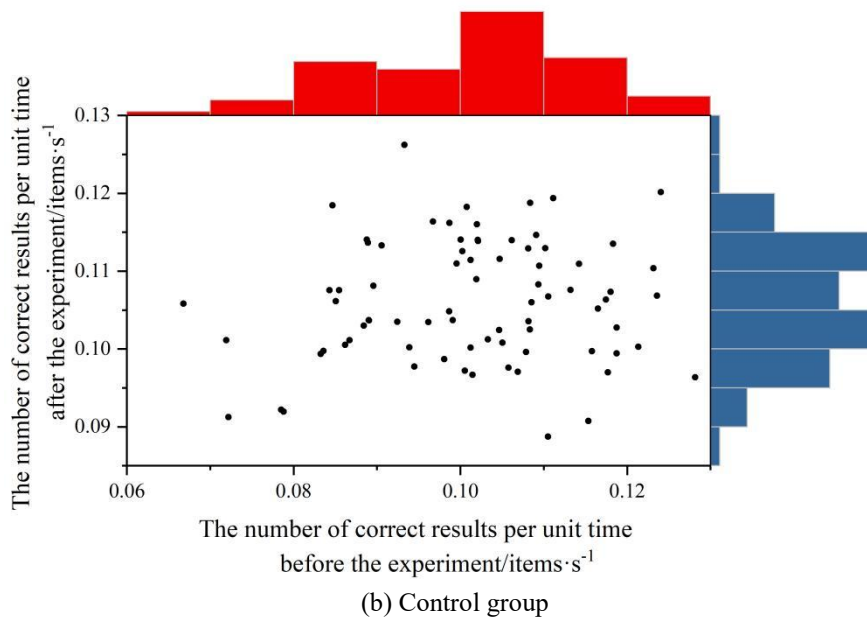 The number of correct results per unit time
after the experiment/items·s⁻¹
0.13
0.12
0.11
0.10
0.09
0.06
0.08
0.10
0.12
The number of correct results per unit time
before the experiment/items·s⁻¹
(b) Control group